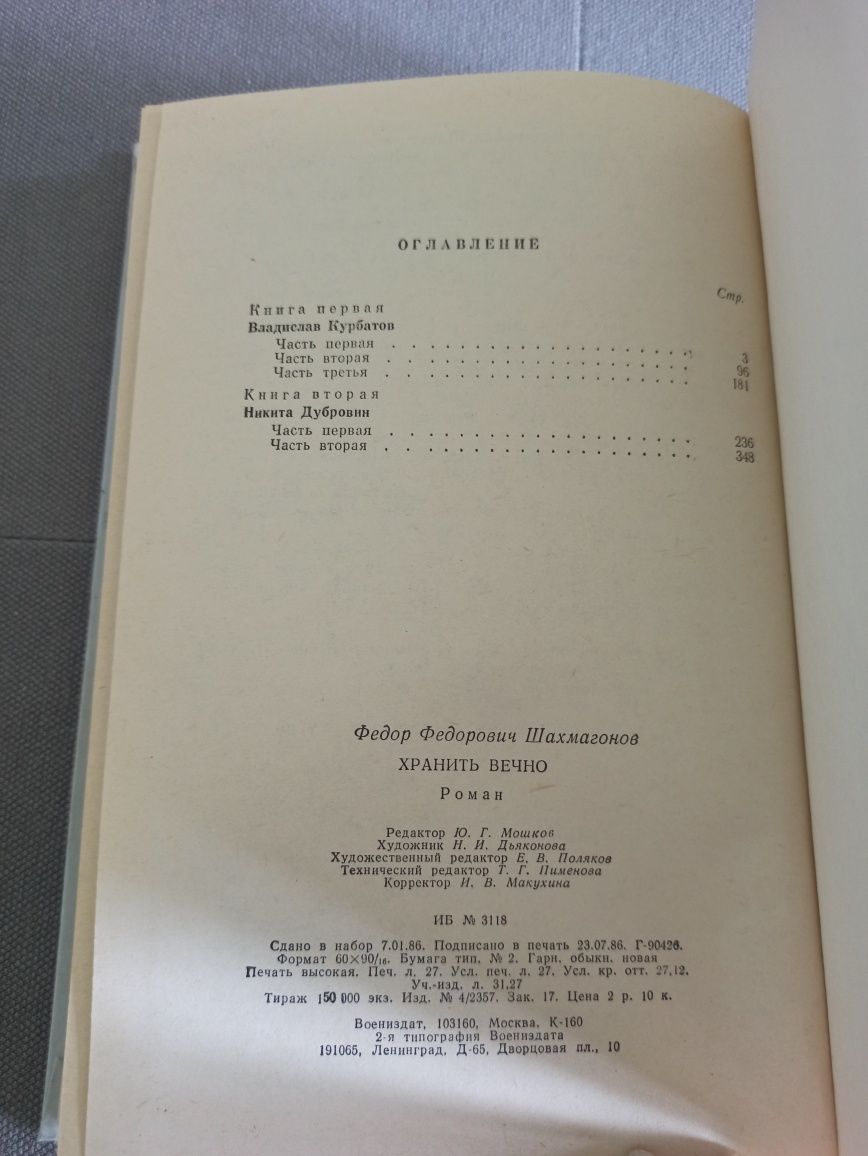 ОГЛАВЛЕНИЕ
Стр.
Книга первая
Владислав Курбатов
Часть первая . . . . . . . . . . . . . . . . . . 3
Часть вторая . . . . . . . . . . . . . . . . . . 96
Часть третья . . . . . . . . . . . . . . . . . . 181
Книга вторая
Никита Дубровин
Часть первая . . . . . . . . . . . . . . . . . . 236
Часть вторая . . . . . . . . . . . . . . . . . . 348
Федор Федорович Шахмагонов
ХРАНИТЬ ВЕЧНО
Роман
Редактор Ю. Г. Мошков
Художник Н. И. Дьяконова
Художественный редактор Е. В. Поляков
Технический редактор Т. Г. Пименова
Корректор И. В. Макухина
ИБ № 3118
Сдано в набор 7.01.86. Подписано в печать 23.07.86. Г-90426.
Формат 60×90/16. Бумага тип. № 2. Гарн. обыкн. новая
Печать высокая. Печ. л. 27. Усл. печ. л. 27. Усл. кр. отт. 27,12.
Уч.-изд. л. 31,27
Тираж 150 000 экз. Изд. № 4/2357. Зак. 17. Цена 2 р. 10 к.
Воениздат, 103160, Москва, К-160
2-я типография Воениздата
191065, Ленинград, Д-65, Дворцовая пл., 10